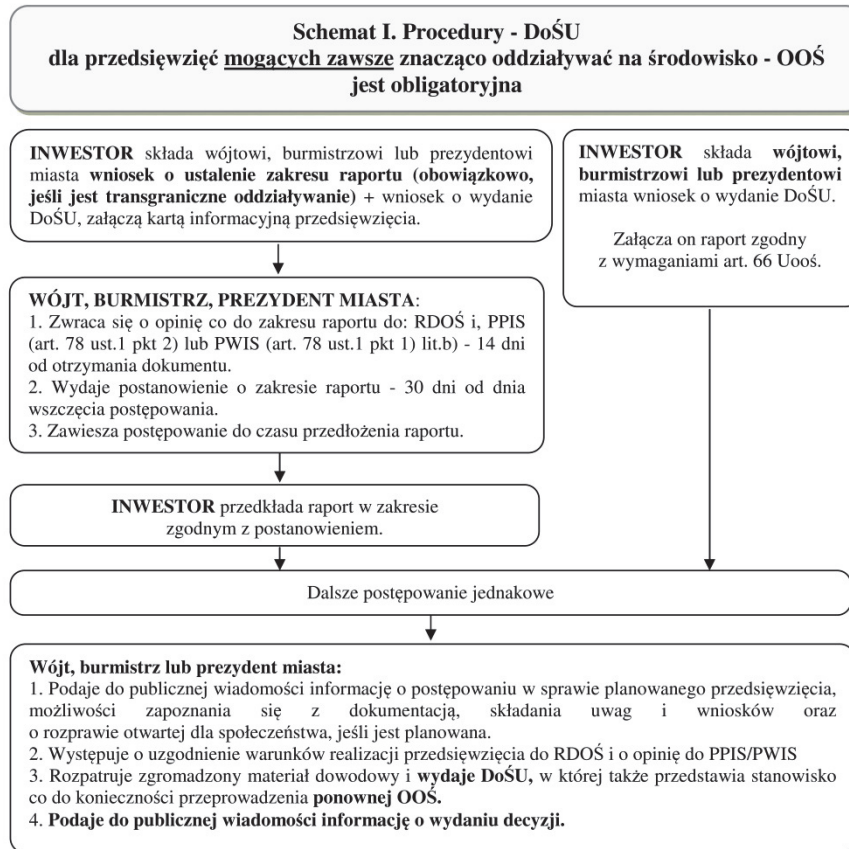 Schemat I. Procedury - DoŚU
dla przedsięwzięć mogących zawsze znacząco oddziaływać na środowisko - OOŚ
jest obligatoryjna
INWESTOR składa wójtowi, burmistrzowi lub prezydentowi
miasta wniosek o ustalenie zakresu raportu (obowiązkowo,
jeśli jest transgraniczne oddziaływanie) + wniosek o wydanie
DoŚU, załączą kartą informacyjną przedsięwzięcia.
INWESTOR składa wójtowi,
burmistrzowi lub prezydentowi
miasta wniosek o wydanie DoŚU.
Załącza on raport zgodny
z wymaganiami art. 66 Uooś.
WÓJT, BURMISTRZ, PREZYDENT MIASTA:
1. Zwraca się o opinię co do zakresu raportu do: RDOŚ i, PPIS
(art. 78 ust.1 pkt 2) lub PWIS (art. 78 ust.1 pkt 1) lit.b) - 14 dni
od otrzymania dokumentu.
2. Wydaje postanowienie o zakresie raportu - 30 dni od dnia
wszczęcia postępowania.
3. Zawiesza postępowanie do czasu przedłożenia raportu.
INWESTOR przedkłada raport w zakresie
zgodnym z postanowieniem.
Dalsze postępowanie jednakowe
Wójt, burmistrz lub prezydent miasta:
1. Podaje do publicznej wiadomości informację o postępowaniu w sprawie planowanego przedsięwzięcia,
możliwości zapoznania się z dokumentacją, składania uwag i wniosków oraz
o rozprawie otwartej dla społeczeństwa, jeśli jest planowana.
2. Występuje o uzgodnienie warunków realizacji przedsięwzięcia do RDOŚ i o opinię do PPIS/PWIS
3. Rozpatruje zgromadzony materiał dowodowy i wydaje DoŚU, w której także przedstawia stanowisko
co do konieczności przeprowadzenia ponownej OOŚ.
4. Podaje do publicznej wiadomości informację o wydaniu decyzji.